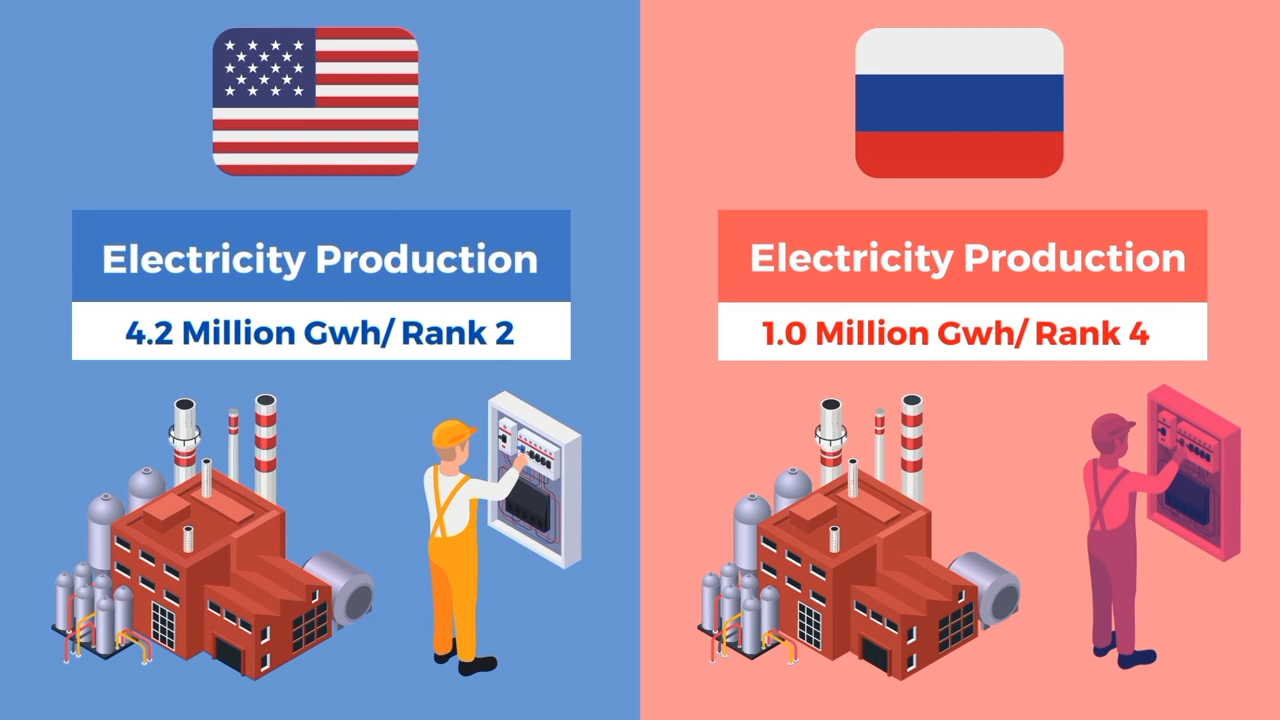 Electricity Production
4.2 Million Gwh/ Rank 2
Electricity Production
1.0 Million Gwh/ Rank 4